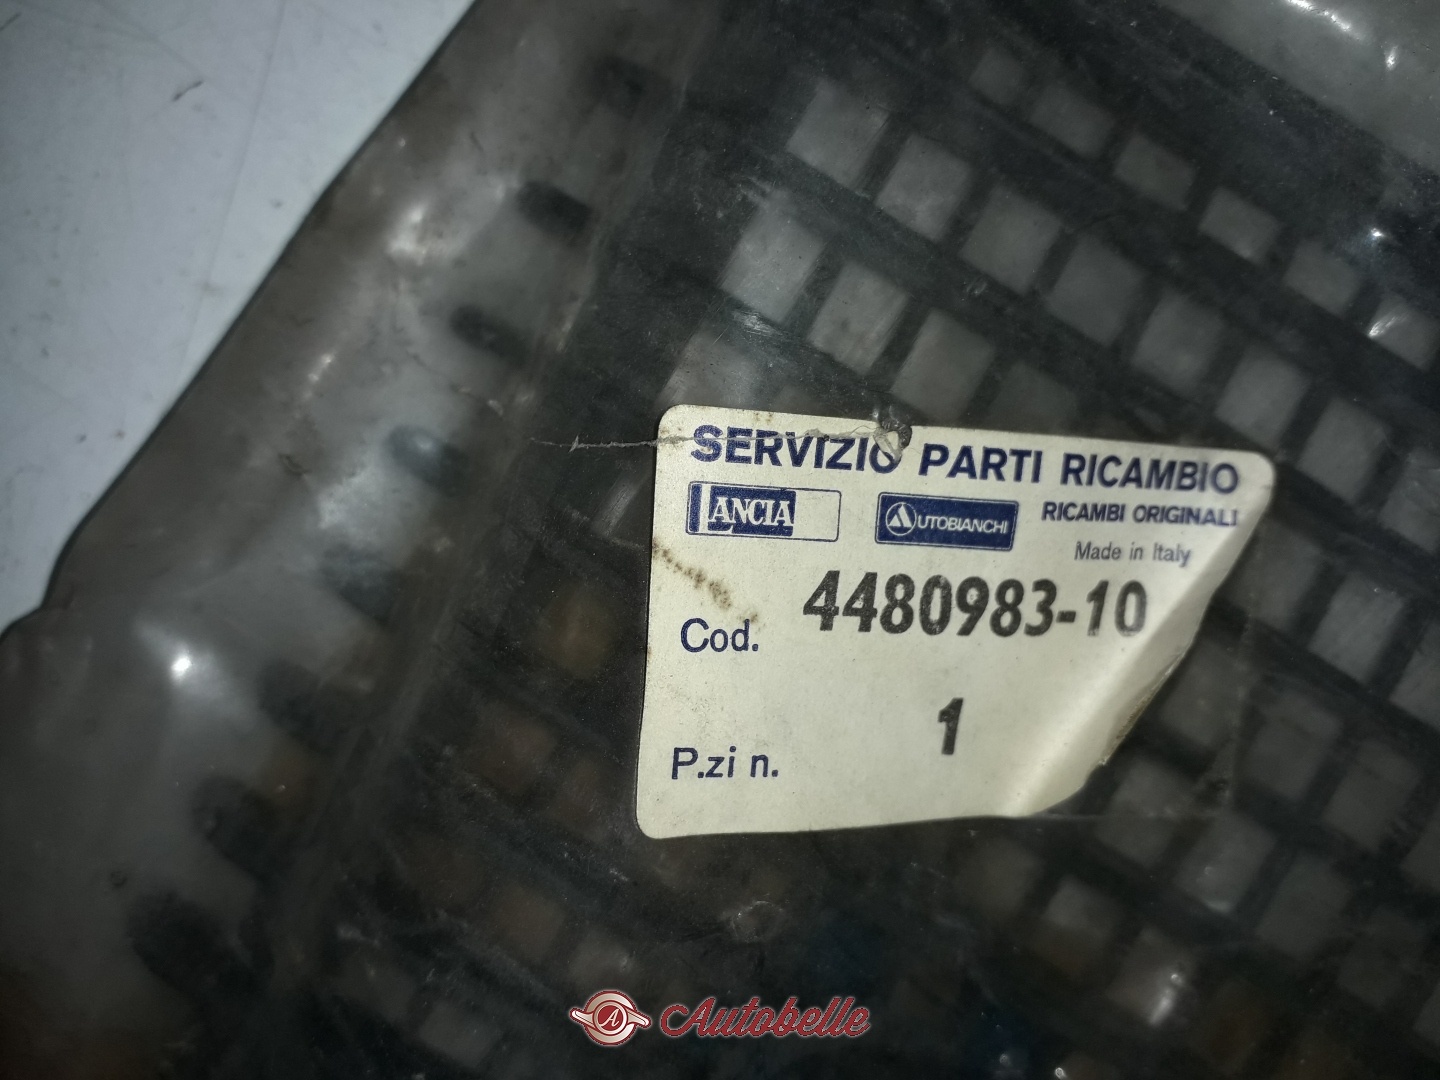 SERVIZIO PARTI RICAMBIO
LANCIA AUTOBIANCHI RICAMBI ORIGINALI
Made in Italy
Cod. 4480983-10
P.zi n. 1
A Autobelle